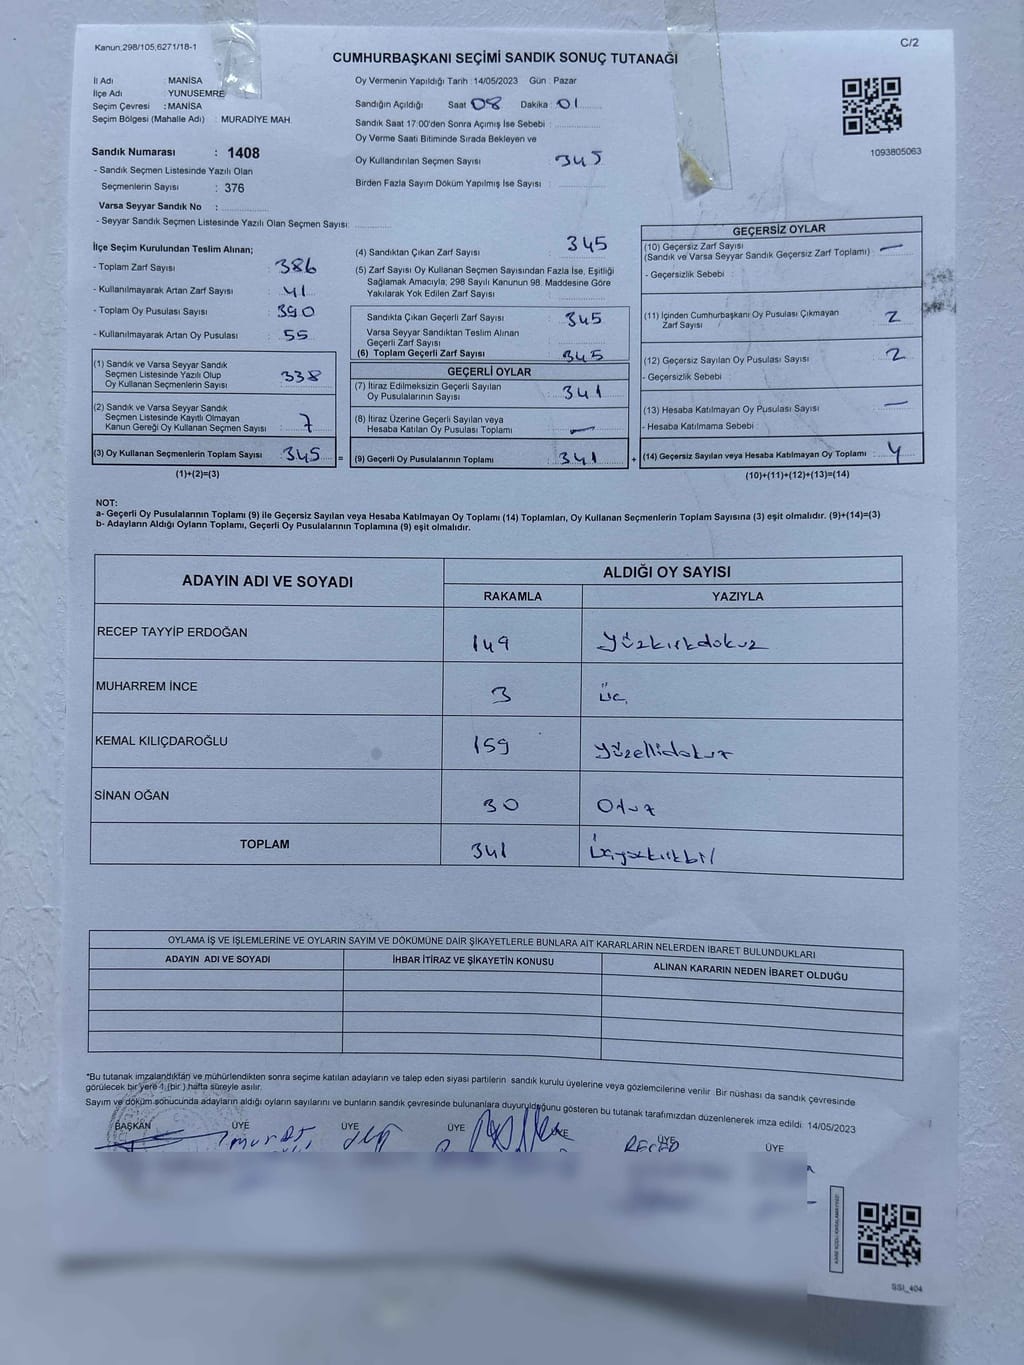 Kanun;298/105,6271/18-1
C/2
CUMHURBAŞKANI SEÇİMİ SANDIK SONUÇ TUTANAĞI
İl Adı : MANİSA
İlçe Adı : YUNUSEMRE
Seçim Çevresi : MANİSA
Seçim Bölgesi (Mahalle Adı) : MURADİYE MAH.
Sandık Numarası : 1408
- Sandık Seçmen Listesinde Yazılı Olan
Seçmenlerin Sayısı : 376
Varsa Seyyar Sandık No :
- Seyyar Sandık Seçmen Listesinde Yazılı Olan Seçmen Sayısı:
Oy Vermenin Yapıldığı Tarih : 14/05/2023 Gün : Pazar
Sandığın Açıldığı Saat 08 Dakika : 01
Sandık Saat 17:00'den Sonra Açımış İse Sebebi :
Oy Verme Saati Bitiminde Sırada Bekleyen ve
Oy Kullandırılan Seçmen Sayısı : 345
Birden Fazla Sayım Döküm Yapılmış İse Sayısı :
1093805063
İlçe Seçim Kurulundan Teslim Alınan;
- Toplam Zarf Sayısı : 386
- Kullanılmayarak Artan Zarf Sayısı : 41
- Toplam Oy Pusulası Sayısı : 390
- Kullanılmayarak Artan Oy Pusulası : 55
(1) Sandık ve Varsa Seyyar Sandık
Seçmen Listesinde Yazılı Olup
Oy Kullanan Seçmenlerin Sayısı : 338
(2) Sandık ve Varsa Seyyar Sandık
Seçmen Listesinde Kayıtlı Olmayan
Kanun Gereği Oy Kullanan Seçmen Sayısı : 7
(3) Oy Kullanan Seçmenlerin Toplam Sayısı : 345 =
(1)+(2)=(3)
(4) Sandıktan Çıkan Zarf Sayısı : 345
(5) Zarf Sayısı Oy Kullanan Seçmen Sayısından Fazla İse, Eşitliği
Sağlamak Amacıyla; 298 Sayılı Kanunun 98. Maddesine Göre
Yakılarak Yok Edilen Zarf Sayısı :
Sandıkta Çıkan Geçerli Zarf Sayısı : 345
Varsa Seyyar Sandıktan Teslim Alınan
Geçerli Zarf Sayısı :
(6) Toplam Geçerli Zarf Sayısı : 345
GEÇERLİ OYLAR
(7) İtiraz Edilmeksizin Geçerli Sayılan
Oy Pusulalarının Sayısı : 341
(8) İtiraz Üzerine Geçerli Sayılan veya
Hesaba Katılan Oy Pusulası Toplamı : —
(9) Geçerli Oy Pusulalarının Toplamı : 341 +
GEÇERSİZ OYLAR
(10) Geçersiz Zarf Sayısı : —
(Sandık ve Varsa Seyyar Sandık Geçersiz Zarf Toplamı)
- Geçersizlik Sebebi :
(11) İçinden Cumhurbaşkanı Oy Pusulası Çıkmayan
Zarf Sayısı : 2
(12) Geçersiz Sayılan Oy Pusulası Sayısı : 2
- Geçersizlik Sebebi :
(13) Hesaba Katılmayan Oy Pusulası Sayısı : —
- Hesaba Katılmama Sebebi :
(14) Geçersiz Sayılan veya Hesaba Katılmayan Oy Toplamı : 4
(10)+(11)+(12)+(13)=(14)
NOT:
a- Geçerli Oy Pusulalarının Toplamı (9) ile Geçersiz Sayılan veya Hesaba Katılmayan Oy Toplamı (14) Toplamları, Oy Kullanan Seçmenlerin Toplam Sayısına (3) eşit olmalıdır. (9)+(14)=(3)
b- Adayların Aldığı Oyların Toplamı, Geçerli Oy Pusulalarının Toplamına (9) eşit olmalıdır.
ADAYIN ADI VE SOYADI
ALDIĞI OY SAYISI
RAKAMLA YAZIYLA
RECEP TAYYİP ERDOĞAN 149 Yüzkırkdokuz
MUHARREM İNCE 3 üç
KEMAL KILIÇDAROĞLU 159 Yüzellidokuz
SİNAN OĞAN 30 Otuz
TOPLAM 341 üçyüzkırkbir
OYLAMA İŞ VE İŞLEMLERİNE VE OYLARIN SAYIM VE DÖKÜMÜNE DAİR ŞİKAYETLERLE BUNLARA AİT KARARLARIN NELERDEN İBARET BULUNDUKLARI
ADAYIN ADI VE SOYADI İHBAR İTİRAZ VE ŞİKAYETİN KONUSU ALINAN KARARIN NEDEN İBARET OLDUĞU
*Bu tutanak imzalandıktan ve mühürlendikten sonra seçime katılan adayların ve talep eden siyasi partilerin sandık kurulu üyelerine veya gözlemcilerine verilir. Bir nüshası da sandık çevresinde
görülecek bir yere 1 (bir ) hafta süreyle asılır.
Sayım ve döküm sonucunda adayların aldığı oyların sayılarını ve bunların sandık çevresinde bulunanlara duyurulduğunu gösteren bu tutanak tarafımızdan düzenlenerek imza edildi. 14/05/2023
BAŞKAN ÜYE ÜYE ÜYE ÜYE ÜYE ÜYE
murat RECEP
SSI_404